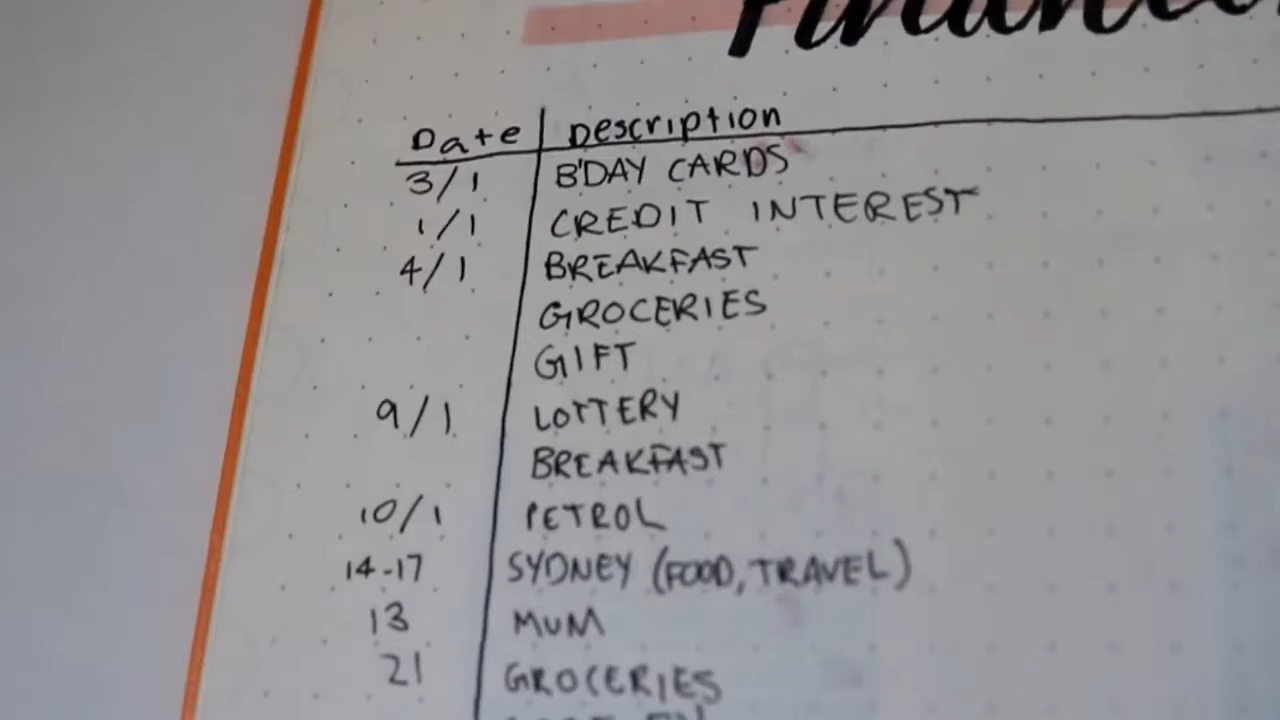 Date Description
3/1 B'DAY CARDS
1/1 CREDIT INTEREST
4/1 BREAKFAST
GROCERIES
GIFT
9/1 LOTTERY
BREAKFAST
10/1 PETROL
14-17 SYDNEY (FOOD, TRAVEL)
13 MUM
21 GROCERIES